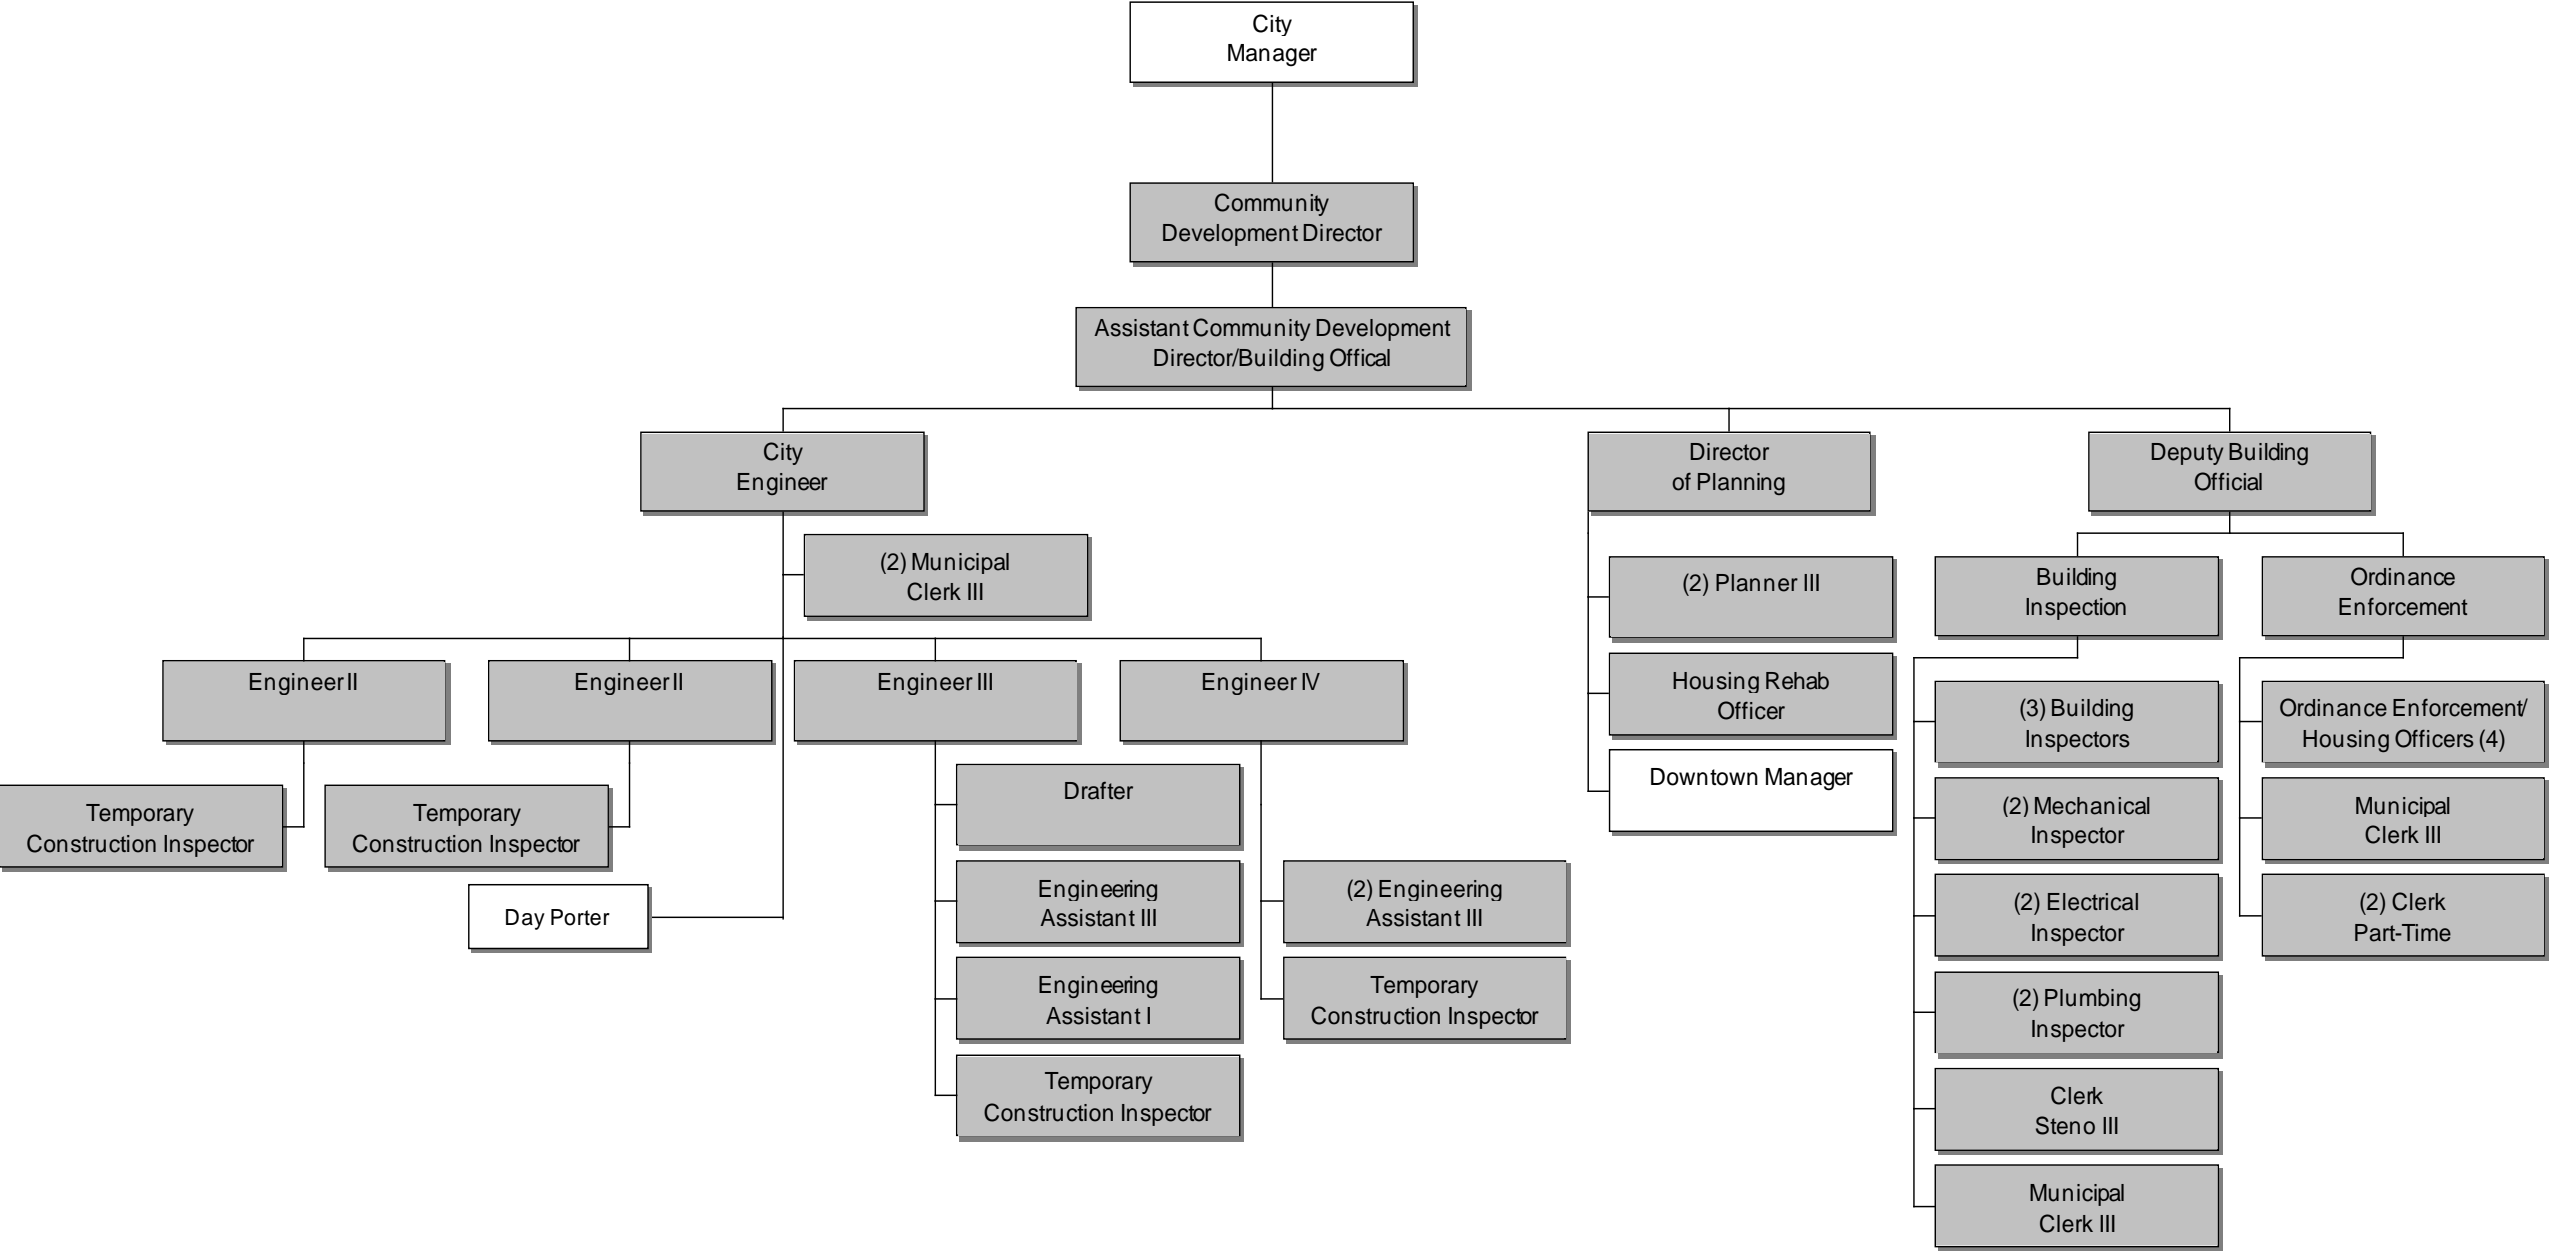 City
Manager
Community
Development Director
Assistant Community Development
Director/Building Offical
City
Engineer
Director
of Planning
Deputy Building
Official
(2) Municipal
Clerk III
(2) Planner III
Building
Inspection
Ordinance
Enforcement
Engineer II
Engineer II
Engineer III
Engineer IV
Housing Rehab
Officer
(3) Building
Inspectors
Ordinance Enforcement/
Housing Officers (4)
Temporary
Construction Inspector
Temporary
Construction Inspector
Drafter
Downtown Manager
(2) Mechanical
Inspector
Municipal
Clerk III
Day Porter
Engineering
Assistant III
(2) Engineering
Assistant III
(2) Electrical
Inspector
(2) Clerk
Part-Time
Engineering
Assistant I
Temporary
Construction Inspector
(2) Plumbing
Inspector
Temporary
Construction Inspector
Clerk
Steno III
Municipal
Clerk III